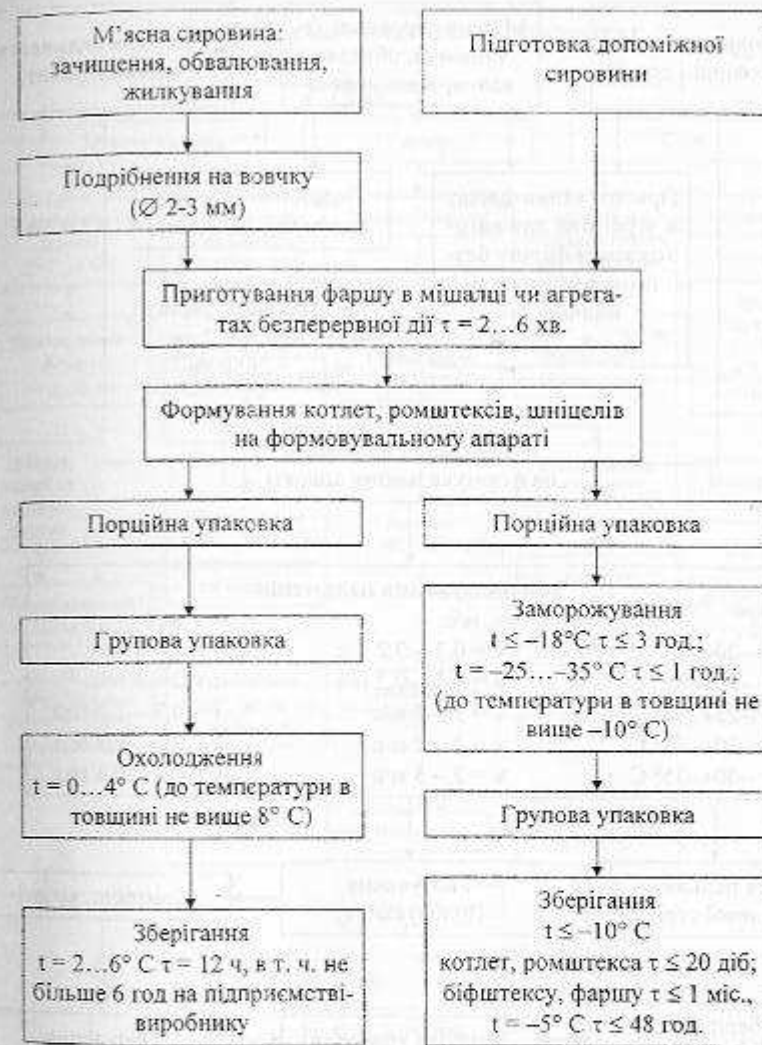 М’ясна сировина:
зачищення, обвалювання,
жилкування
Підготовка допоміжної
сировини
Подрібнення на вовчку
(Ø 2-3 мм)
Приготування фаршу в мішалці чи агрега-
тах безперервної дії τ = 2...6 хв.
Формування котлет, ромштексів, шніцелів
на формовувальному апараті
Порційна упаковка
Порційна упаковка
Групова упаковка
Заморожування
t ≤ –18°C τ ≤ 3 год.;
t = –25...–35° C τ ≤ 1 год.;
(до температури в товщині не
вище –10° C)
Охолодження
t = 0...4° C (до температури в
товщині не вище 8° C)
Групова упаковка
Зберігання
t = 2...6° C τ = 12 ч, в т. ч. не
більше 6 год на підприємстві-
виробнику
Зберігання
t ≤ –10° C
котлет, ромштекса τ ≤ 20 діб;
біфштексу, фаршу τ ≤ 1 міс.,
t = –5° C τ ≤ 48 год.